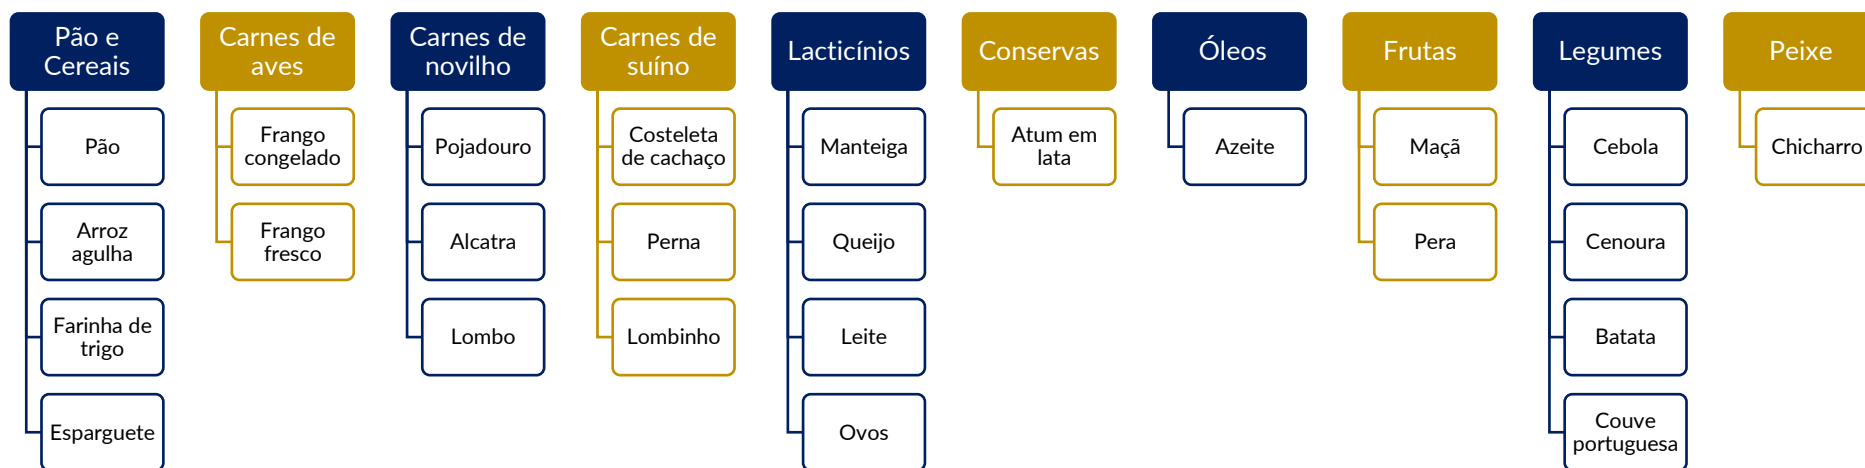 Pão e
Cereais
Pão
Arroz
agulha
Farinha de
trigo
Esparguete
Carnes de
aves
Frango
congelado
Frango
fresco
Carnes de
novilho
Pojadouro
Alcatra
Lombo
Carnes de
suíno
Costeleta
de cachaço
Perna
Lombinho
Lacticínios
Manteiga
Queijo
Leite
Ovos
Conservas
Atum em
lata
Óleos
Azeite
Frutas
Maçã
Pera
Legumes
Cebola
Cenoura
Batata
Couve
portuguesa
Peixe
Chicharro